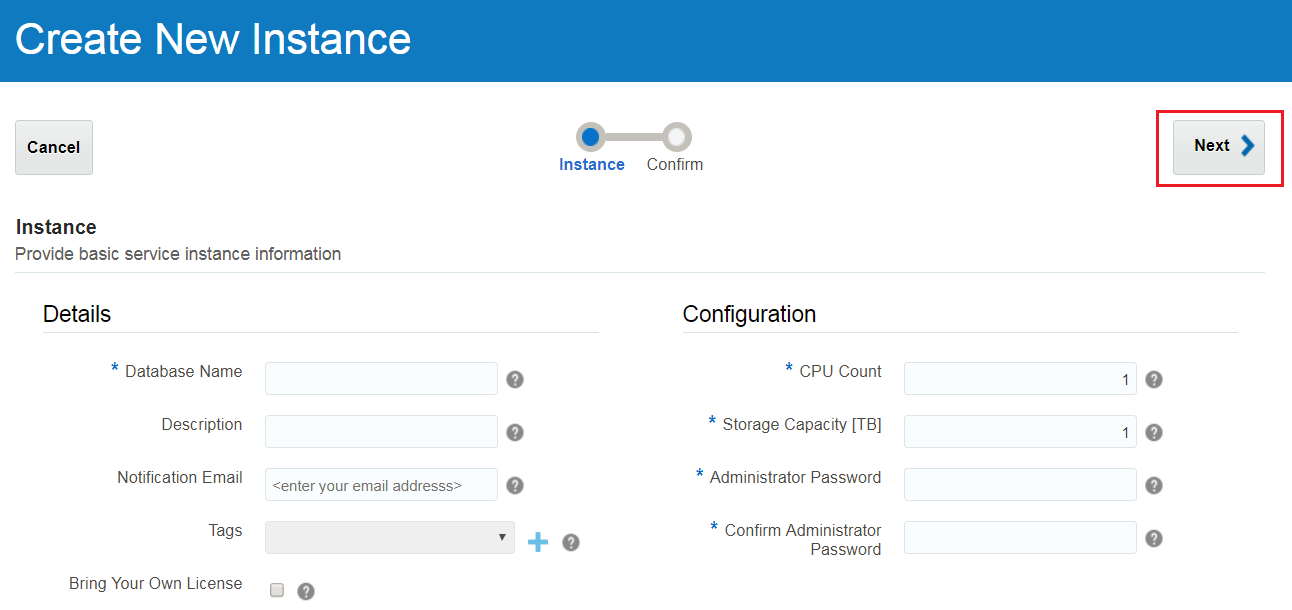 Create New Instance
Cancel
Instance
Confirm
Next
Instance
Provide basic service instance information
Details
* Database Name
?
Description
?
Notification Email
<enter your email addresss>
?
Tags
?
Bring Your Own License
?
Configuration
* CPU Count
1
?
* Storage Capacity [TB]
1
?
* Administrator Password
?
* Confirm Administrator
Password
?